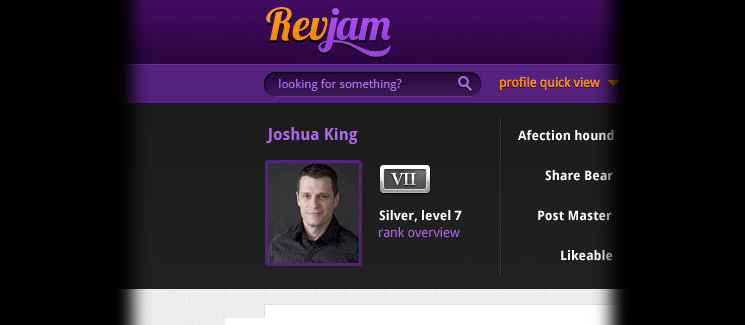 Revjam
looking for something?
profile quick view
Joshua King
VII
Silver, level 7
rank overview
Afection hound
Share Bear
Post Master
Likeable